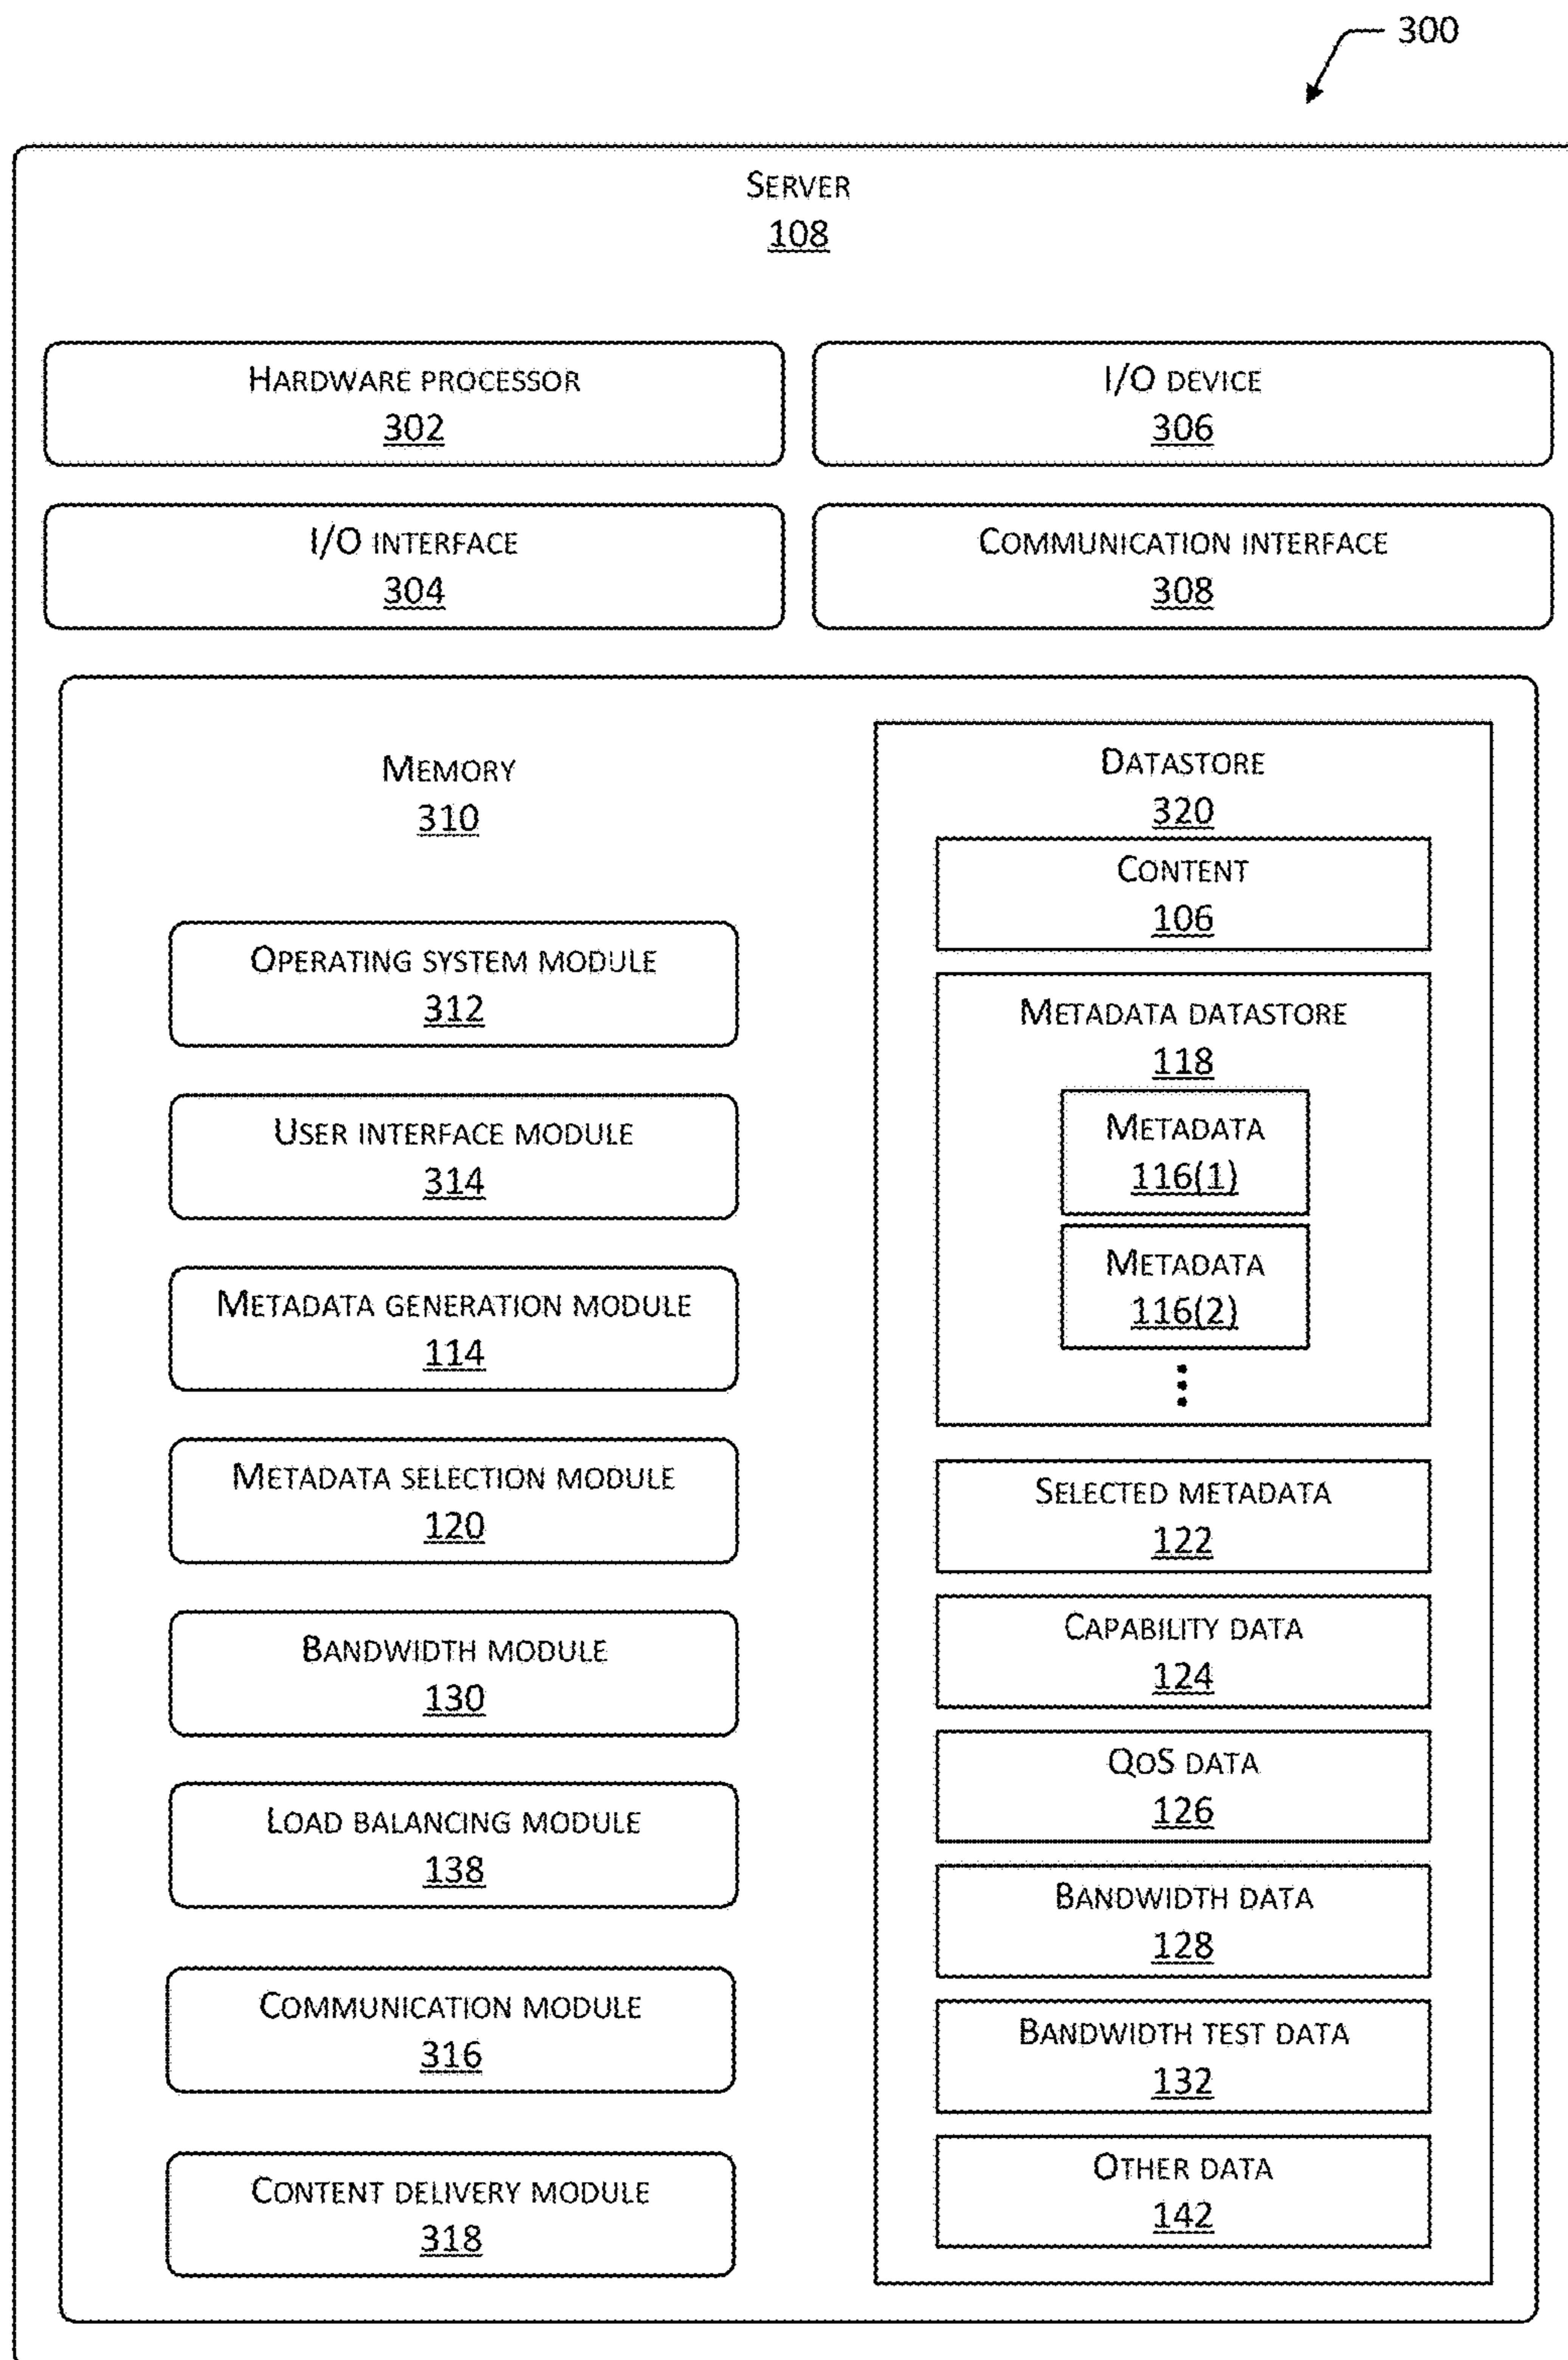 300
Server
108
Hardware processor
302
I/O device
306
I/O interface
304
Communication interface
308
Memory
310
Operating system module
312
User interface module
314
Metadata generation module
114
Metadata selection module
120
Bandwidth module
130
Load balancing module
138
Communication module
316
Content delivery module
318
Datastore
320
Content
106
Metadata datastore
118
Metadata
116(1)
Metadata
116(2)
Selected metadata
122
Capability data
124
QoS data
126
Bandwidth data
128
Bandwidth test data
132
Other data
142